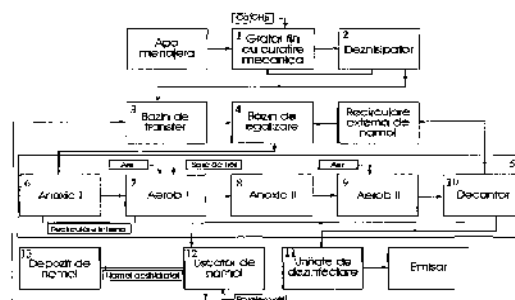 1
2
Apa
menajera
Gratar fin
cu curatire
mecanica
Deznisipator
3
4
Bazin de
transfer
Bazin de
egalizare
Recirculare
externa de
namol
5
Aer
Aer
6
7
8
9
10
Anoxic I
Aerob I
Anoxic II
Aerob II
Decantor
Recirculare interna
13
12
11
Depozit de
namol
Namol deshidratat
Uscator de
namol
Unitate de
dezinfectare
Emisar